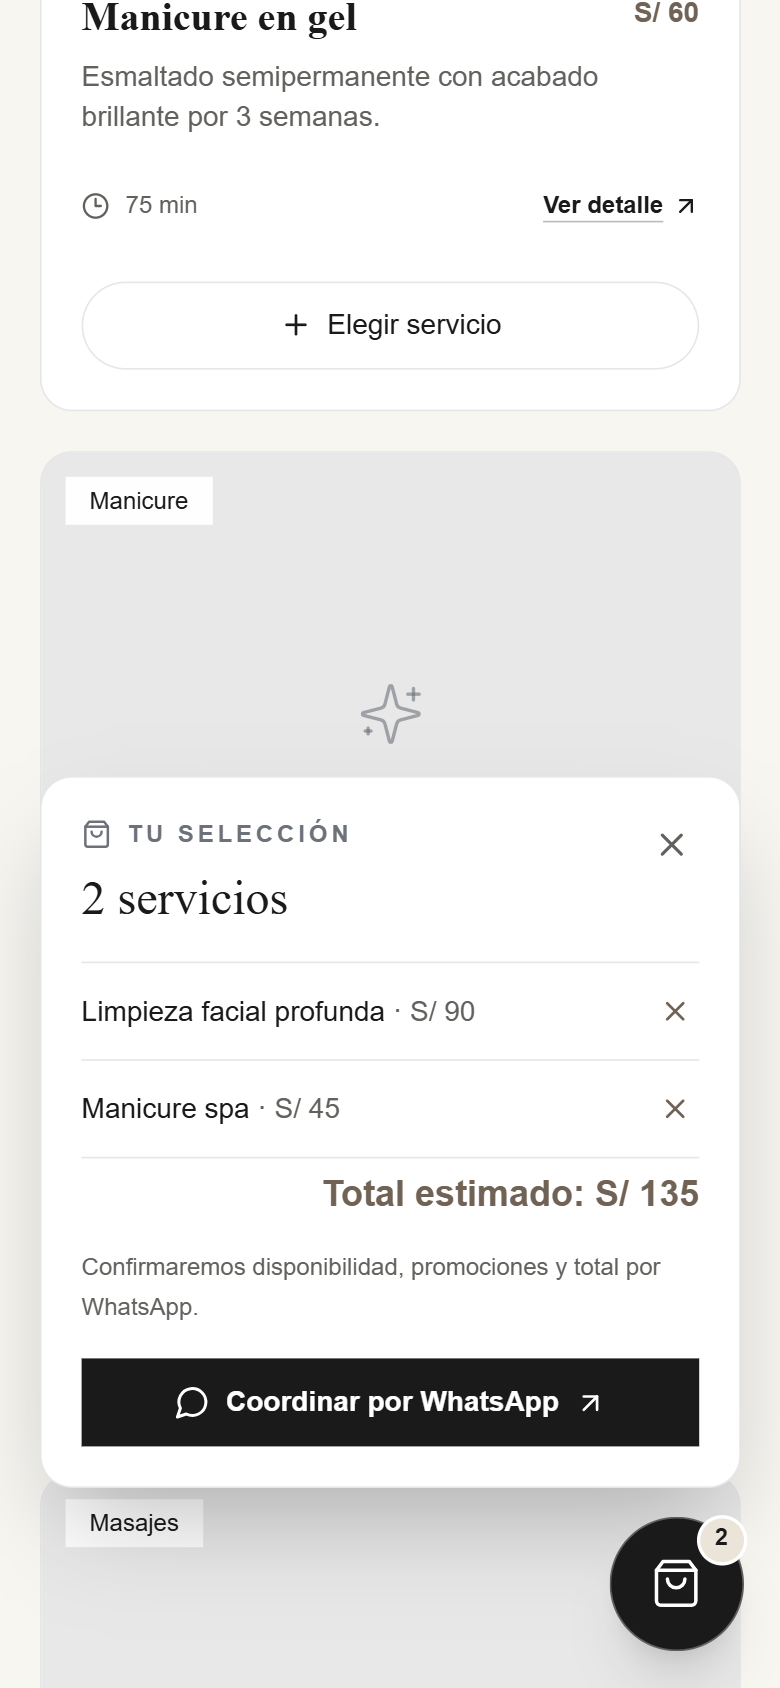 Manicure en gel
S/ 60
Esmaltado semipermanente con acabado
brillante por 3 semanas.
75 min
Ver detalle
Elegir servicio
Manicure
TU SELECCIÓN
2 servicios
Limpieza facial profunda · S/ 90
Manicure spa · S/ 45
Total estimado: S/ 135
Confirmaremos disponibilidad, promociones y total por
WhatsApp.
Coordinar por WhatsApp
Masajes
2